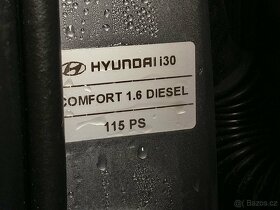 HYUNDAI i30
COMFORT 1.6 DIESEL
115 PS
Bazos.cz